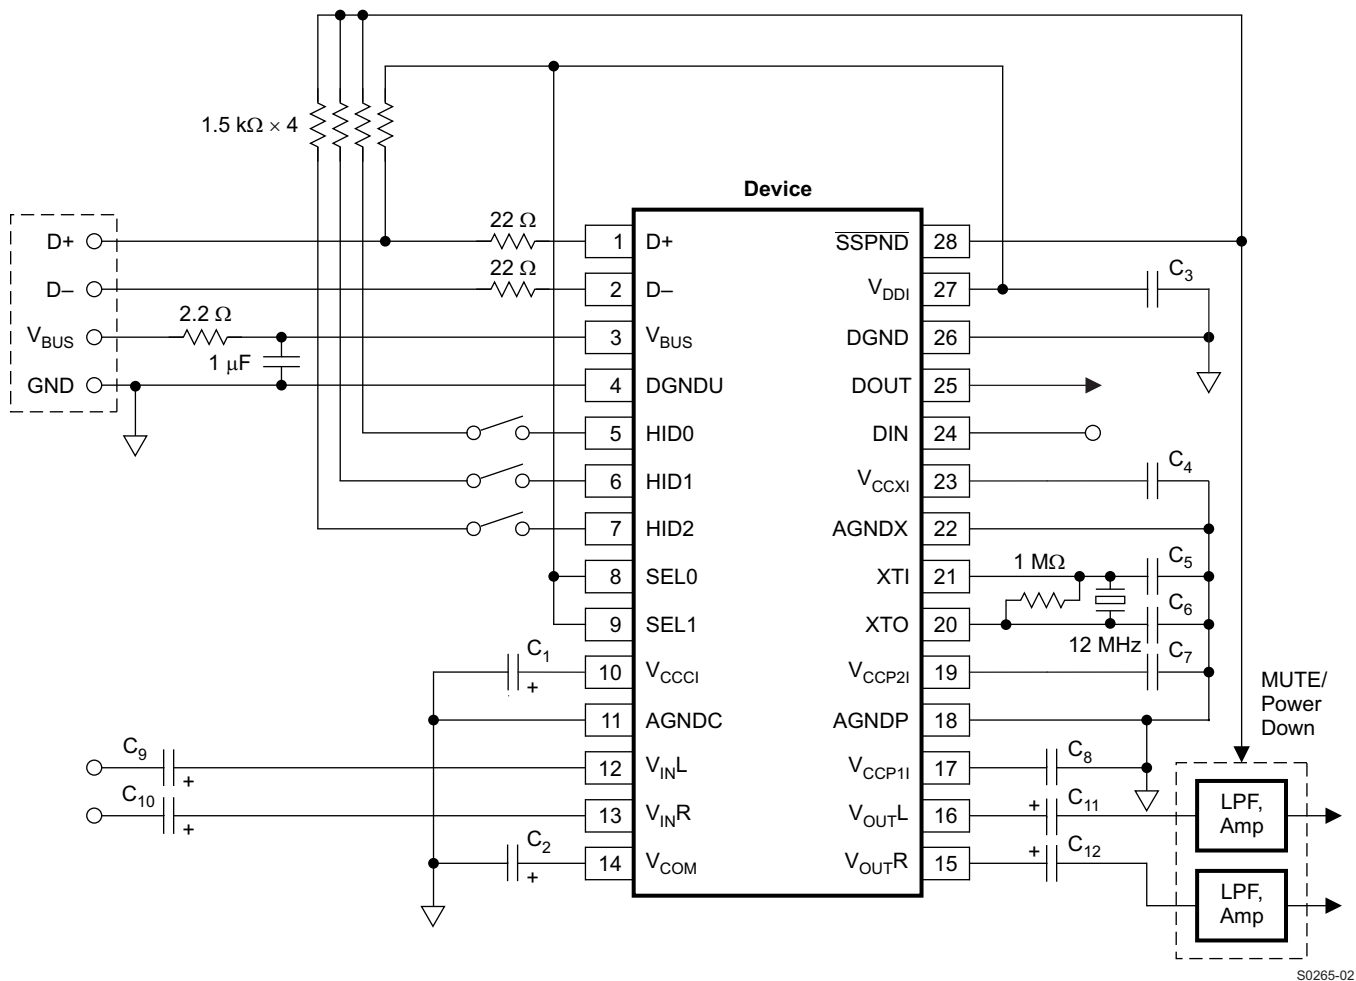 1.5 kΩ × 4
Device
D+
22 Ω
1
D+
SSPND
28
D–
22 Ω
2
D–
VDDI
27
C3
VBUS
2.2 Ω
1 μF
3
VBUS
DGND
26
GND
4
DGNDU
DOUT
25
5
HID0
DIN
24
6
HID1
VCCXI
23
C4
7
HID2
AGNDX
22
8
SEL0
XTI
21
1 MΩ
C5
9
SEL1
XTO
20
12 MHz
C6
C1
+
10
VCCCI
VCCP2I
19
C7
11
AGNDC
AGNDP
18
MUTE/
Power
Down
C9
+
12
VINL
VCCP1I
17
C8
C10
+
13
VINR
VOUTL
16
+
C11
LPF,
Amp
C2
+
14
VCOM
VOUTR
15
+
C12
LPF,
Amp
S0265-02